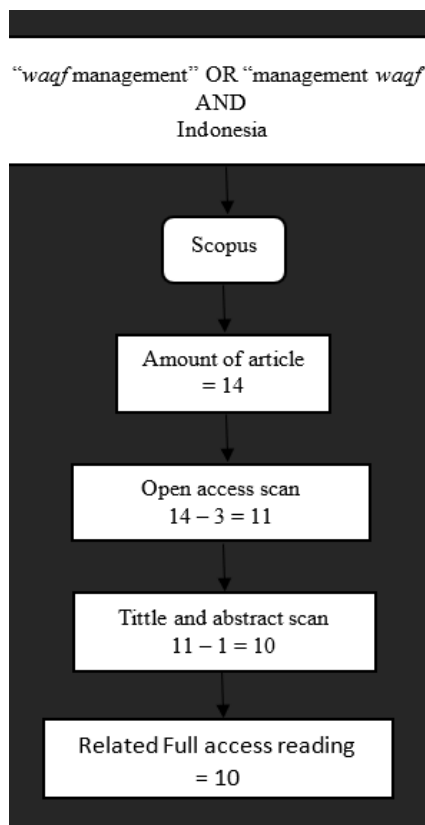 “waqf management” OR “management waqf
AND
Indonesia
Scopus
Amount of article
= 14
Open access scan
14 – 3 = 11
Tittle and abstract scan
11 – 1 = 10
Related Full access reading
= 10